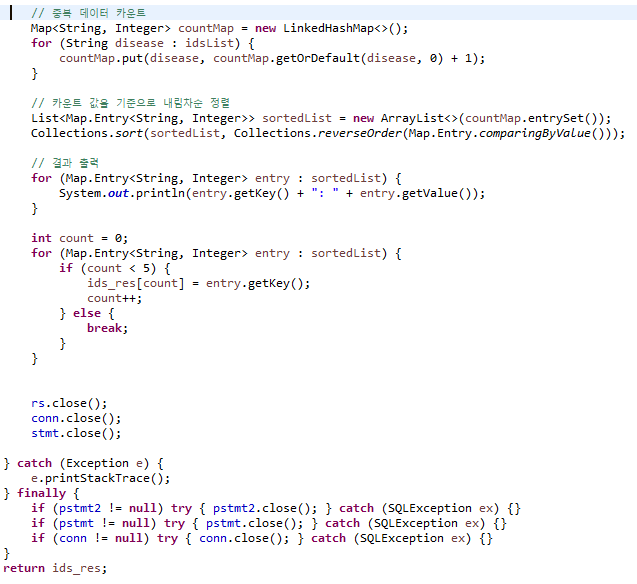 // 중복 데이터 카운트
Map<String, Integer> countMap = new LinkedHashMap<>();
for (String disease : idsList) {
    countMap.put(disease, countMap.getOrDefault(disease, 0) + 1);
}

// 카운트 값을 기준으로 내림차순 정렬
List<Map.Entry<String, Integer>> sortedList = new ArrayList<>(countMap.entrySet());
Collections.sort(sortedList, Collections.reverseOrder(Map.Entry.comparingByValue()));

// 결과 출력
for (Map.Entry<String, Integer> entry : sortedList) {
    System.out.println(entry.getKey() + ": " + entry.getValue());
}

int count = 0;
for (Map.Entry<String, Integer> entry : sortedList) {
    if (count < 5) {
        ids_res[count] = entry.getKey();
        count++;
    } else {
        break;
    }
}

rs.close();
conn.close();
stmt.close();

} catch (Exception e) {
    e.printStackTrace();
} finally {
    if (pstmt2 != null) try { pstmt2.close(); } catch (SQLException ex) {}
    if (pstmt != null) try { pstmt.close(); } catch (SQLException ex) {}
    if (conn != null) try { conn.close(); } catch (SQLException ex) {}
}
return ids_res;